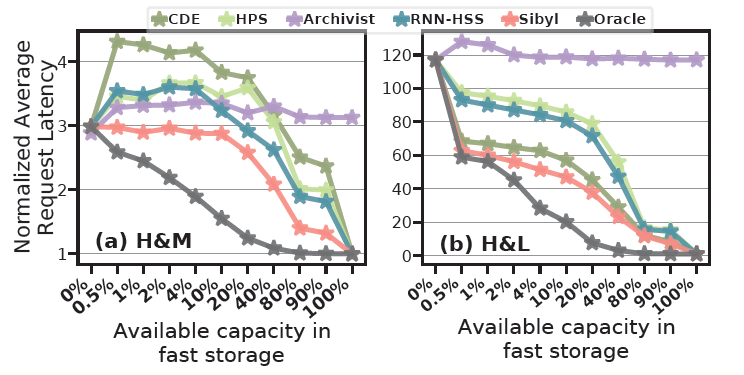 CDE HPS Archivist RNN-HSS Sibyl Oracle
Normalized Average
Request Latency
4
3
2
1
(a) H&M
0% 0.5% 1% 2% 4% 10% 20% 40% 80% 90% 100%
Available capacity in
fast storage
120
100
80
60
40
20
0
(b) H&L
0% 0.5% 1% 2% 4% 10% 20% 40% 80% 90% 100%
Available capacity in
fast storage